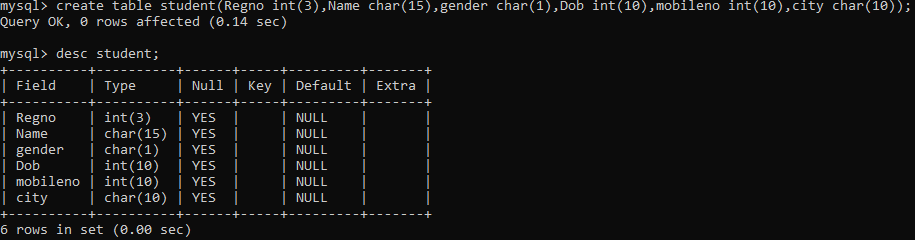 mysql> create table student(Regno int(3),Name char(15),gender char(1),Dob int(10),mobileno int(10),city char(10));
Query OK, 0 rows affected (0.14 sec)

mysql> desc student;
+----------+----------+------+-----+---------+-------+
| Field    | Type     | Null | Key | Default | Extra |
+----------+----------+------+-----+---------+-------+
| Regno    | int(3)   | YES  |     | NULL    |       |
| Name     | char(15) | YES  |     | NULL    |       |
| gender   | char(1)  | YES  |     | NULL    |       |
| Dob      | int(10)  | YES  |     | NULL    |       |
| mobileno | int(10)  | YES  |     | NULL    |       |
| city     | char(10) | YES  |     | NULL    |       |
+----------+----------+------+-----+---------+-------+
6 rows in set (0.00 sec)